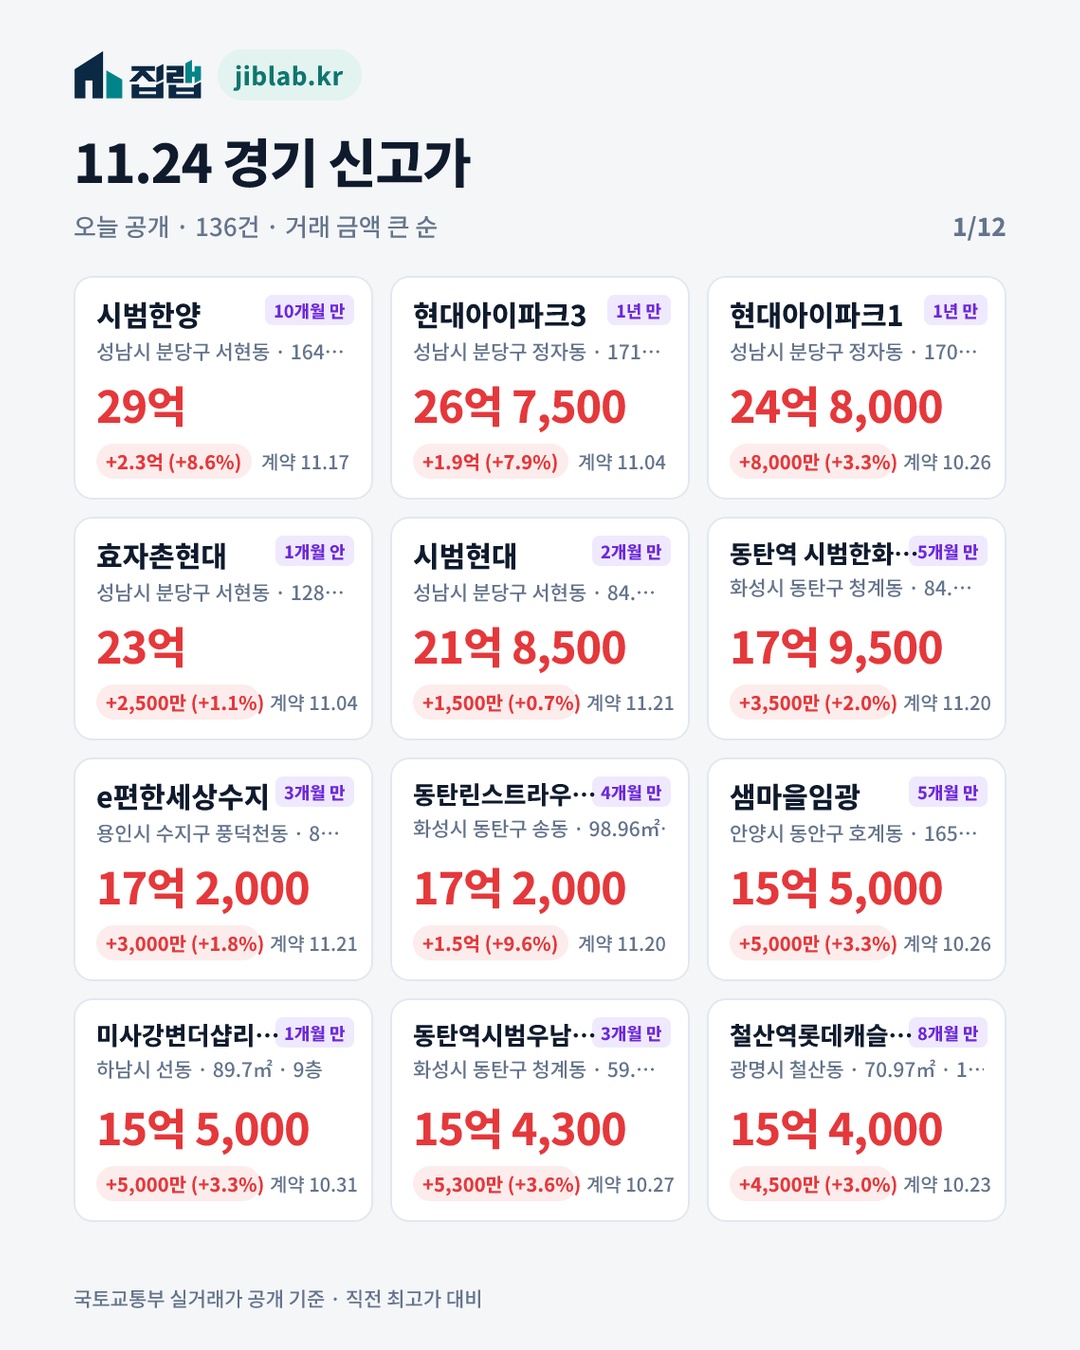 집랩 jiblab.kr
11.24 경기 신고가
오늘 공개 · 136건 · 거래 금액 큰 순
1/12
시범한양 10개월 만
성남시 분당구 서현동 · 164…
29억
+2.3억 (+8.6%) 계약 11.17
현대아이파크3 1년 만
성남시 분당구 정자동 · 171…
26억 7,500
+1.9억 (+7.9%) 계약 11.04
현대아이파크1 1년 만
성남시 분당구 정자동 · 170…
24억 8,000
+8,000만 (+3.3%) 계약 10.26
효자촌현대 1개월 안
성남시 분당구 서현동 · 128…
23억
+2,500만 (+1.1%) 계약 11.04
시범현대 2개월 만
성남시 분당구 서현동 · 84.…
21억 8,500
+1,500만 (+0.7%) 계약 11.21
동탄역 시범한화… 5개월 만
화성시 동탄구 청계동 · 84.…
17억 9,500
+3,500만 (+2.0%) 계약 11.20
e편한세상수지 3개월 만
용인시 수지구 풍덕천동 · 8…
17억 2,000
+3,000만 (+1.8%) 계약 11.21
동탄린스트라우… 4개월 만
화성시 동탄구 송동 · 98.96㎡·
17억 2,000
+1.5억 (+9.6%) 계약 11.20
샘마을임광 5개월 만
안양시 동안구 호계동 · 165…
15억 5,000
+5,000만 (+3.3%) 계약 10.26
미사강변더샵리… 1개월 만
하남시 선동 · 89.7㎡ · 9층
15억 5,000
+5,000만 (+3.3%) 계약 10.31
동탄역시범우남… 3개월 만
화성시 동탄구 청계동 · 59.…
15억 4,300
+5,300만 (+3.6%) 계약 10.27
철산역롯데캐슬… 8개월 만
광명시 철산동 · 70.97㎡ · 1…
15억 4,000
+4,500만 (+3.0%) 계약 10.23
국토교통부 실거래가 공개 기준 · 직전 최고가 대비